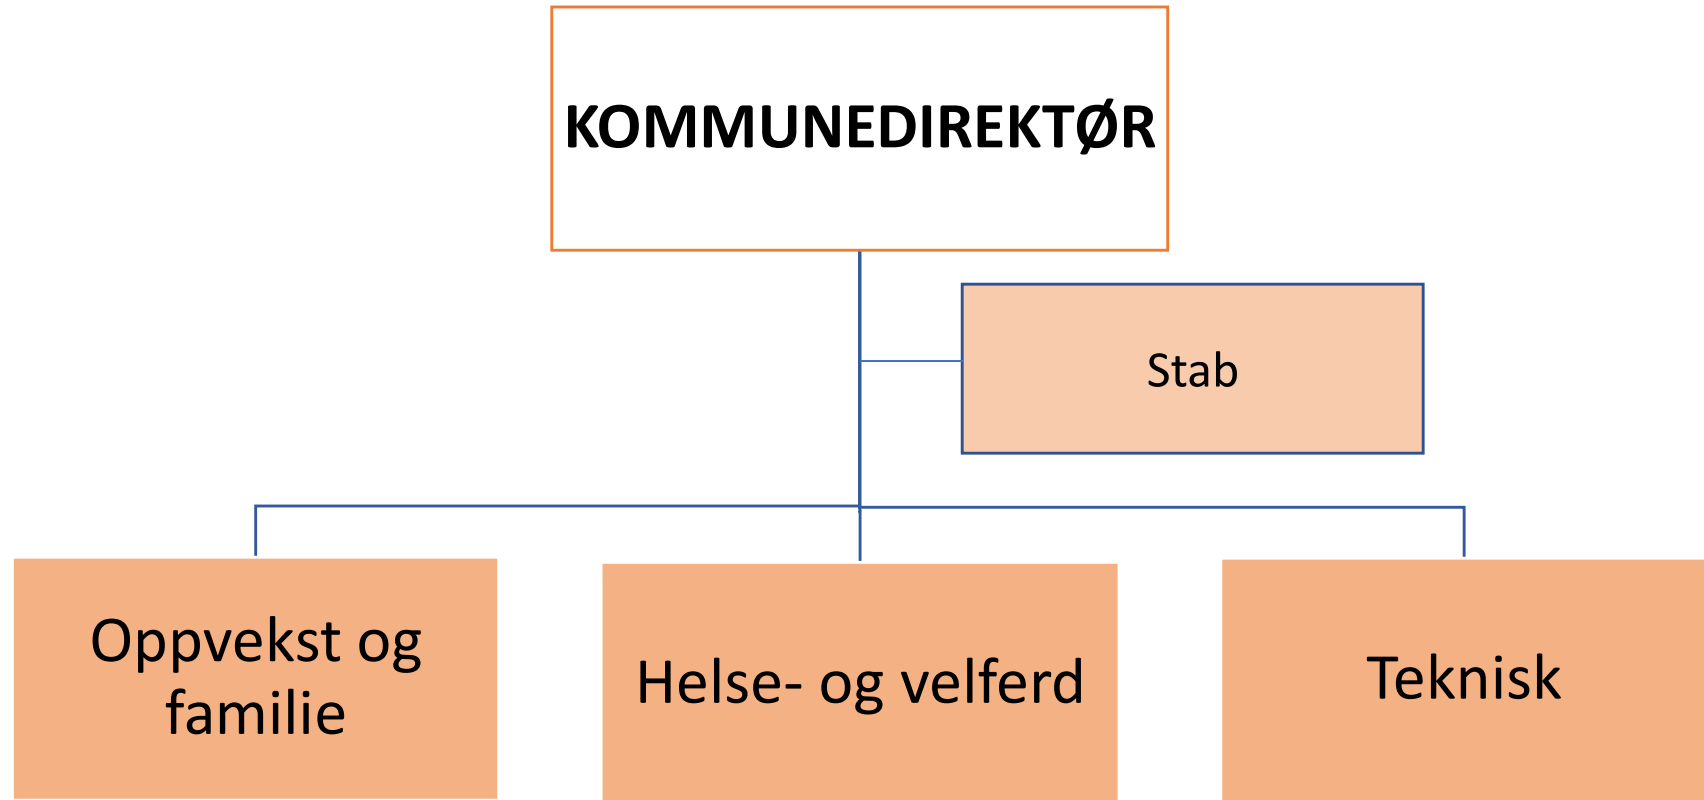 KOMMUNEDIREKTØR
Stab
Oppvekst og
familie
Helse- og velferd
Teknisk